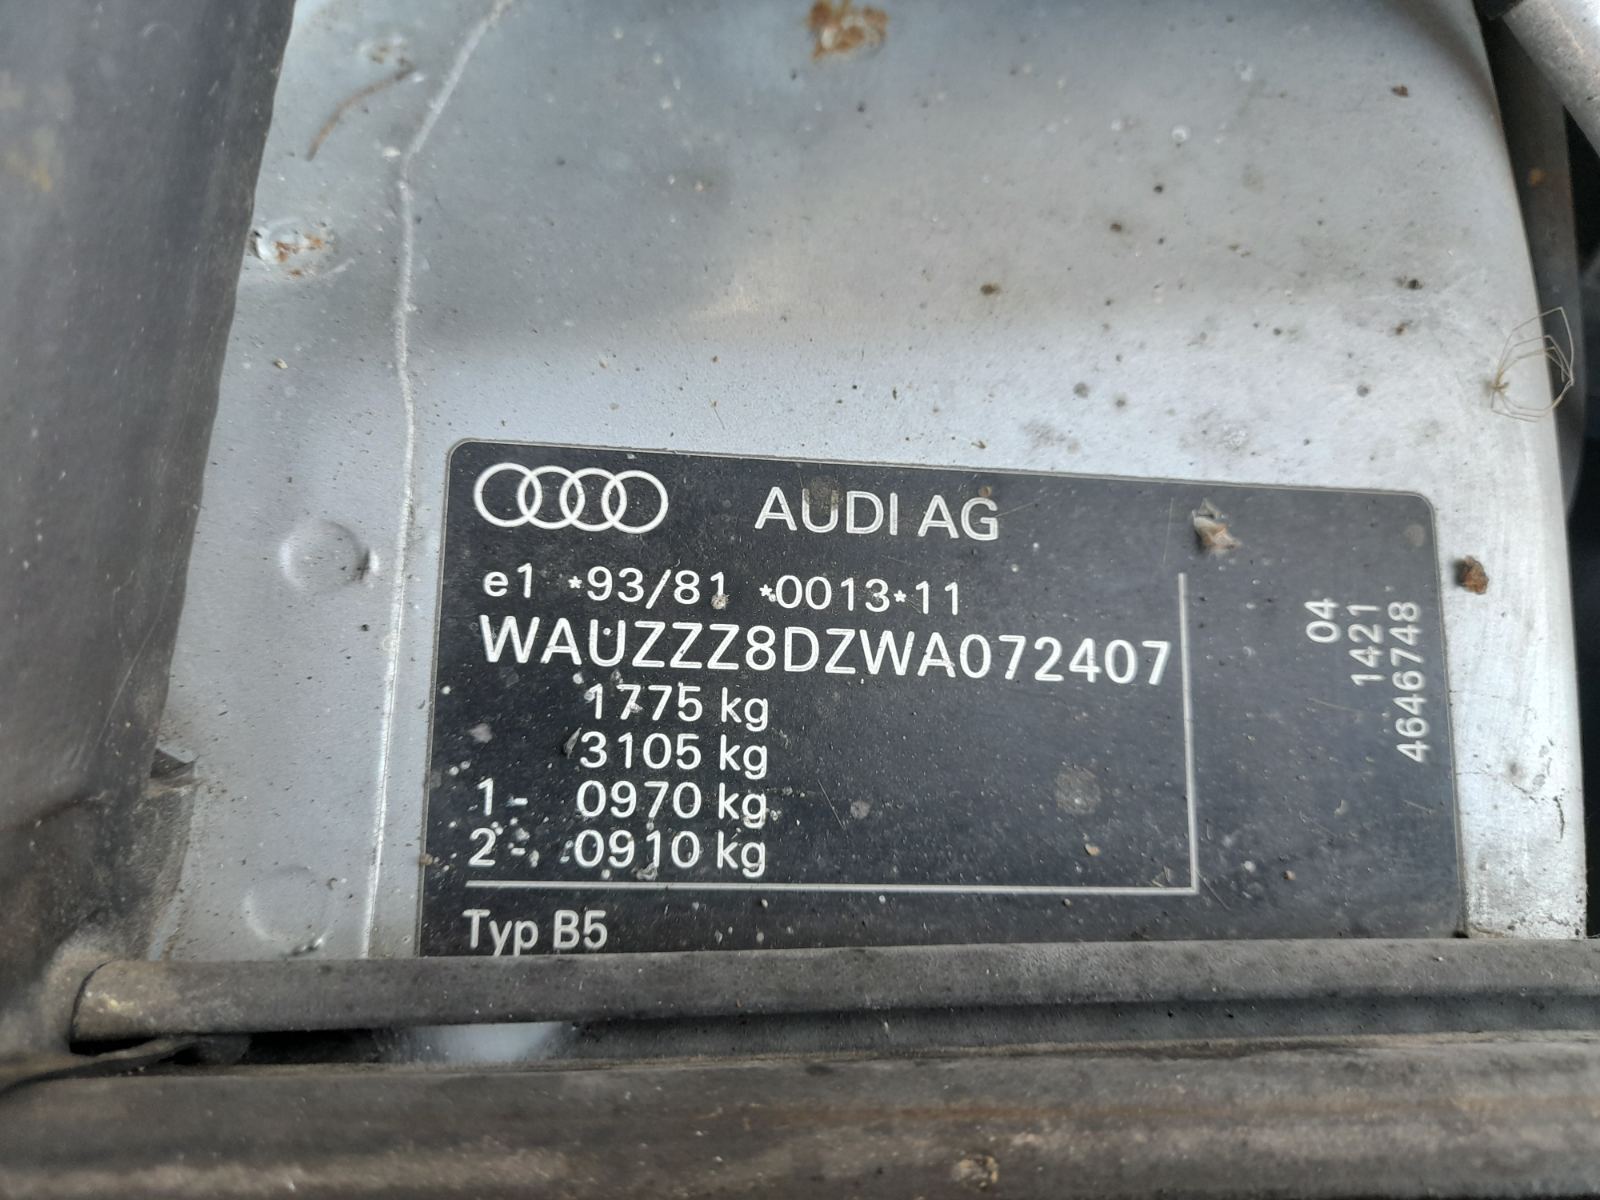 AUDI AG
e1 *93/81 *0013*11
WAUZZZ8DZWA072407
1775 kg
3105 kg
1- 0970 kg
2- 0910 kg
Typ B5
04
1421
4646748